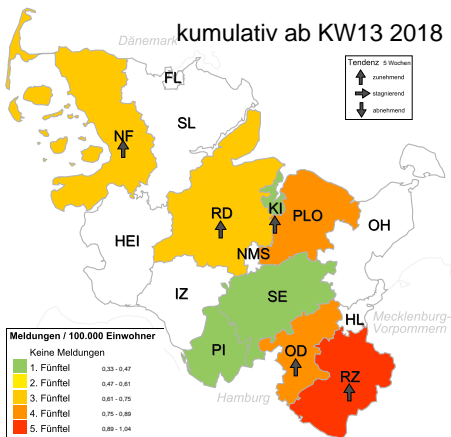 kumulativ ab KW13 2018
Dänemark
Tendenz 5 Wochen
zunehmend
stagnierend
abnehmend
FL
SL
NF
KI
RD
PLO
OH
HEI
NMS
IZ
SE
HL
Mecklenburg-
Vorpommern
PI
OD
RZ
Hamburg
Meldungen / 100.000 Einwohner
Keine Meldungen
1. Fünftel 0,33 - 0,47
2. Fünftel 0,47 - 0,61
3. Fünftel 0,61 - 0,75
4. Fünftel 0,75 - 0,89
5. Fünftel 0,89 - 1,04